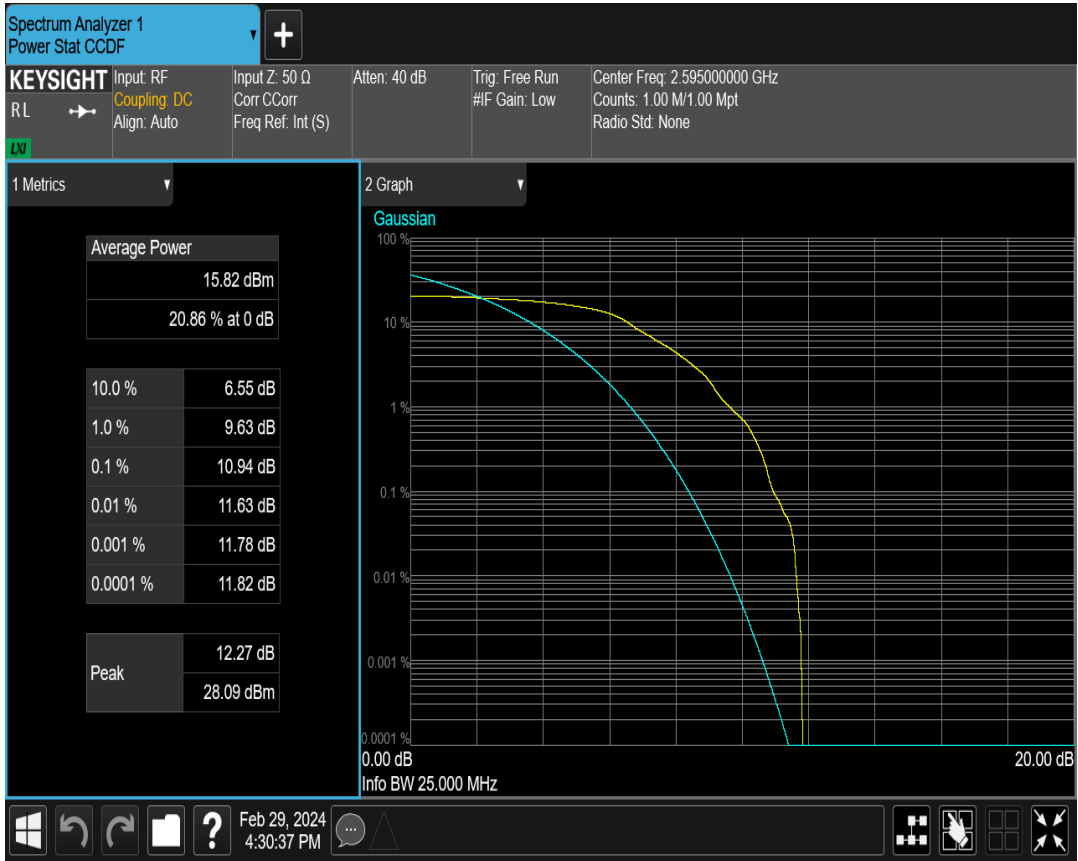 Spectrum Analyzer 1
Power Stat CCDF
KEYSIGHT
R L
LXI
Input: RF
Coupling: DC
Align: Auto
Input Z: 50 Ω
Corr CCorr
Freq Ref: Int (S)
Atten: 40 dB
Trig: Free Run
#IF Gain: Low
Center Freq: 2.595000000 GHz
Counts: 1.00 M/1.00 Mpt
Radio Std: None
1 Metrics
Average Power
15.82 dBm
20.86 % at 0 dB
10.0 % 6.55 dB
1.0 % 9.63 dB
0.1 % 10.94 dB
0.01 % 11.63 dB
0.001 % 11.78 dB
0.0001 % 11.82 dB
Peak
12.27 dB
28.09 dBm
2 Graph
Gaussian
100 %
10 %
1 %
0.1 %
0.01 %
0.001 %
0.0001 %
0.00 dB 20.00 dB
Info BW 25.000 MHz
Feb 29, 2024
4:30:37 PM